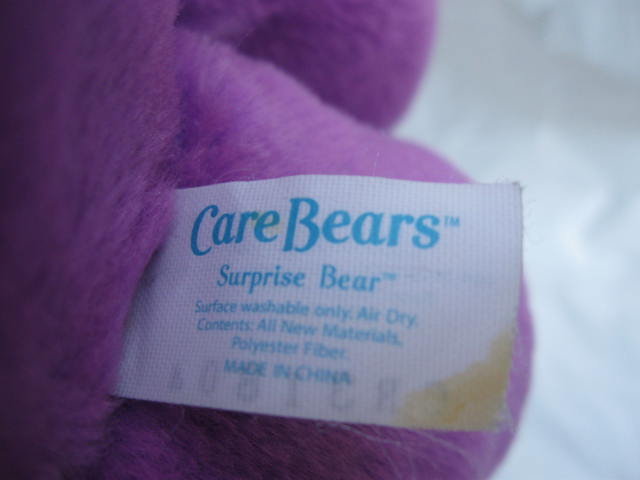 Care Bears™
Surprise Bear™
Surface washable only. Air Dry.
Contents: All New Materials,
Polyester Fiber.
MADE IN CHINA